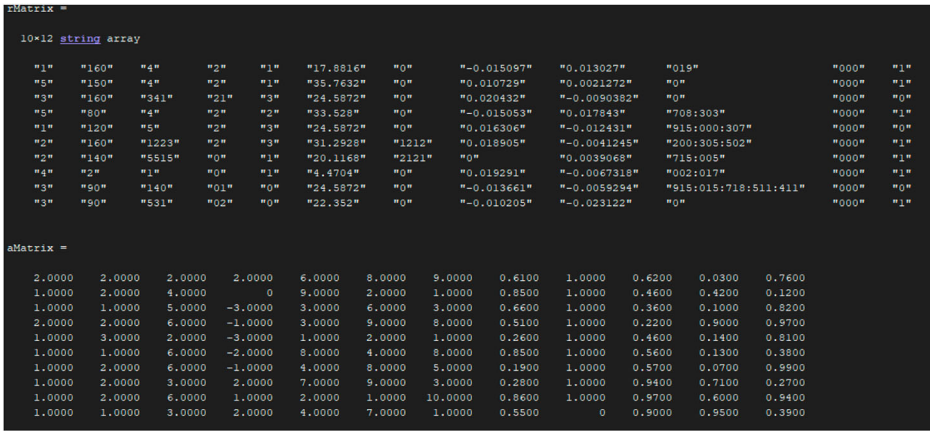 rMatrix =
10×12 string array
"1" "160" "4" "2" "1" "17.8816" "0" "-0.015097" "0.013027" "019" "000" "1"
"5" "150" "4" "2" "1" "35.7632" "0" "0.010729" "0.0021272" "0" "000" "1"
"3" "160" "341" "21" "3" "24.5872" "0" "0.020432" "-0.0090382" "0" "000" "0"
"5" "80" "4" "2" "2" "33.528" "0" "-0.015053" "0.017843" "708:303" "000" "1"
"1" "120" "5" "2" "3" "24.5872" "0" "0.016306" "-0.012431" "915:000:307" "000" "0"
"2" "160" "1223" "2" "3" "31.2928" "1212" "0.018905" "-0.0041245" "200:305:502" "000" "1"
"2" "140" "5515" "0" "1" "20.1168" "2121" "0" "0.0039068" "715:005" "000" "1"
"4" "2" "1" "0" "1" "4.4704" "0" "0.019291" "-0.0067318" "002:017" "000" "1"
"3" "90" "140" "01" "0" "24.5872" "0" "-0.013661" "-0.0059294" "915:015:718:511:411" "000" "0"
"3" "90" "531" "02" "0" "22.352" "0" "-0.010205" "-0.023122" "0" "000" "1"
aMatrix =
2.0000 2.0000 2.0000 2.0000 6.0000 8.0000 9.0000 0.6100 1.0000 0.6200 0.0300 0.7600
1.0000 2.0000 4.0000 0 9.0000 2.0000 1.0000 0.8500 1.0000 0.4600 0.4200 0.1200
1.0000 1.0000 5.0000 -3.0000 3.0000 6.0000 3.0000 0.6600 1.0000 0.3600 0.1000 0.8200
2.0000 2.0000 6.0000 -1.0000 3.0000 9.0000 8.0000 0.5100 1.0000 0.2200 0.9000 0.9700
1.0000 3.0000 2.0000 -3.0000 1.0000 2.0000 1.0000 0.2600 1.0000 0.4600 0.1400 0.8100
1.0000 1.0000 6.0000 -2.0000 8.0000 4.0000 8.0000 0.8500 1.0000 0.5600 0.1300 0.3800
1.0000 2.0000 6.0000 -1.0000 4.0000 8.0000 5.0000 0.1900 1.0000 0.5700 0.0700 0.9900
1.0000 2.0000 3.0000 2.0000 7.0000 9.0000 3.0000 0.2800 1.0000 0.9400 0.7100 0.2700
1.0000 2.0000 6.0000 1.0000 2.0000 1.0000 10.0000 0.8600 1.0000 0.9700 0.6000 0.9400
1.0000 1.0000 3.0000 2.0000 4.0000 7.0000 1.0000 0.5500 0 0.9000 0.9500 0.3900